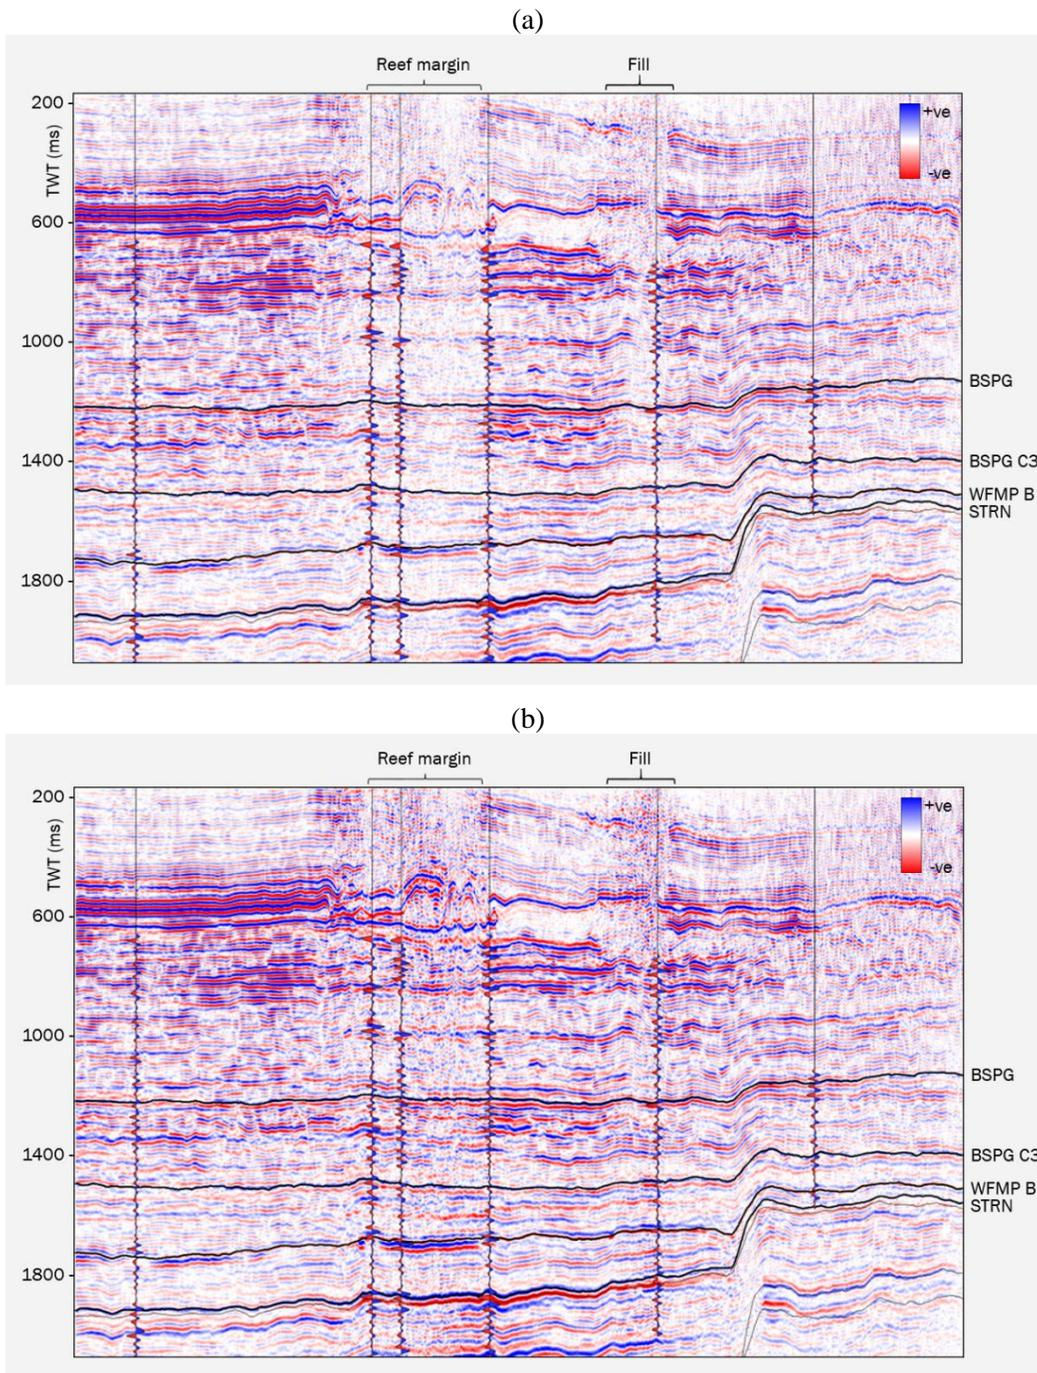 (a)
Reef margin
Fill
200
+ve
TWT (ms)
-ve
600
1000
BSPG
1400
BSPG C3
WFMP B
STRN
1800
(b)
Reef margin
Fill
200
+ve
TWT (ms)
-ve
600
1000
BSPG
1400
BSPG C3
WFMP B
STRN
1800